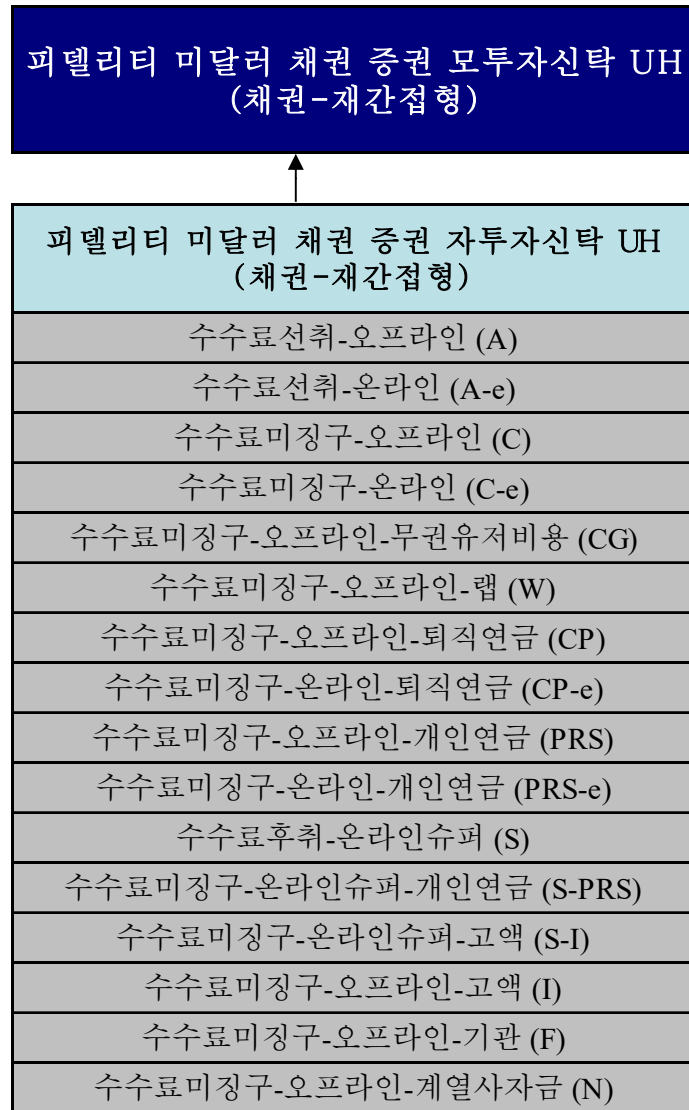 피델리티 미달러 채권 증권 모투자신탁 UH
(채권-재간접형)
피델리티 미달러 채권 증권 자투자신탁 UH
(채권-재간접형)
수수료선취-오프라인 (A)
수수료선취-온라인 (A-e)
수수료미징구-오프라인 (C)
수수료미징구-온라인 (C-e)
수수료미징구-오프라인-무권유저비용 (CG)
수수료미징구-오프라인-랩 (W)
수수료미징구-오프라인-퇴직연금 (CP)
수수료미징구-온라인-퇴직연금 (CP-e)
수수료미징구-오프라인-개인연금 (PRS)
수수료미징구-온라인-개인연금 (PRS-e)
수수료후취-온라인슈퍼 (S)
수수료미징구-온라인슈퍼-개인연금 (S-PRS)
수수료미징구-온라인슈퍼-고액 (S-I)
수수료미징구-오프라인-고액 (I)
수수료미징구-오프라인-기관 (F)
수수료미징구-오프라인-계열사자금 (N)